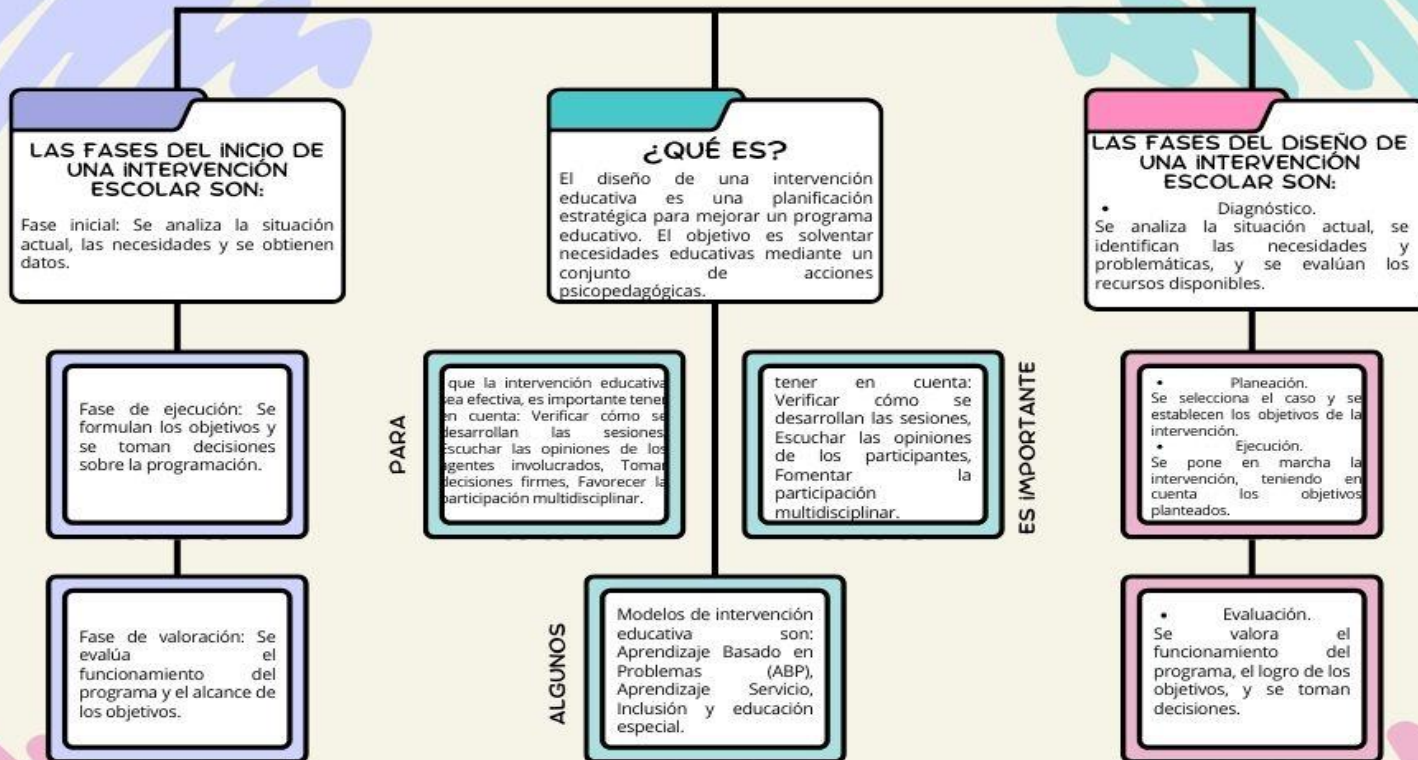 LAS FASES DEL INICIO DE
UNA INTERVENCIÓN
ESCOLAR SON:
Fase inicial: Se analiza la situación
actual, las necesidades y se obtienen
datos.
Fase de ejecución: Se
formulan los objetivos y
se toman decisiones
sobre la programación.
Fase de valoración: Se
evalúa el
funcionamiento del
programa y el alcance de
los objetivos.
¿QUÉ ES?
El diseño de una intervención
educativa es una planificación
estratégica para mejorar un programa
educativo. El objetivo es solventar
necesidades educativas mediante un
conjunto de acciones
psicopedagógicas.
PARA
que la intervención educativa
sea efectiva, es importante tener
en cuenta: Verificar cómo se
desarrollan las sesiones,
Escuchar las opiniones de los
agentes involucrados, Tomar
decisiones firmes, Favorecer la
participación multidisciplinar.
ES IMPORTANTE
tener en cuenta:
Verificar cómo se
desarrollan las sesiones,
Escuchar las opiniones
de los participantes,
Fomentar la
participación
multidisciplinar.
ALGUNOS
Modelos de intervención
educativa son:
Aprendizaje Basado en
Problemas (ABP),
Aprendizaje Servicio,
Inclusión y educación
especial.
LAS FASES DEL DISEÑO DE
UNA INTERVENCIÓN
ESCOLAR SON:
• Diagnóstico.
Se analiza la situación actual, se
identifican las necesidades y
problemáticas, y se evalúan los
recursos disponibles.
• Planeación.
Se selecciona el caso y se
establecen los objetivos de la
intervención.
• Ejecución.
Se pone en marcha la
intervención, teniendo en
cuenta los objetivos
planteados.
• Evaluación.
Se valora el
funcionamiento del
programa, el logro de los
objetivos, y se toman
decisiones.